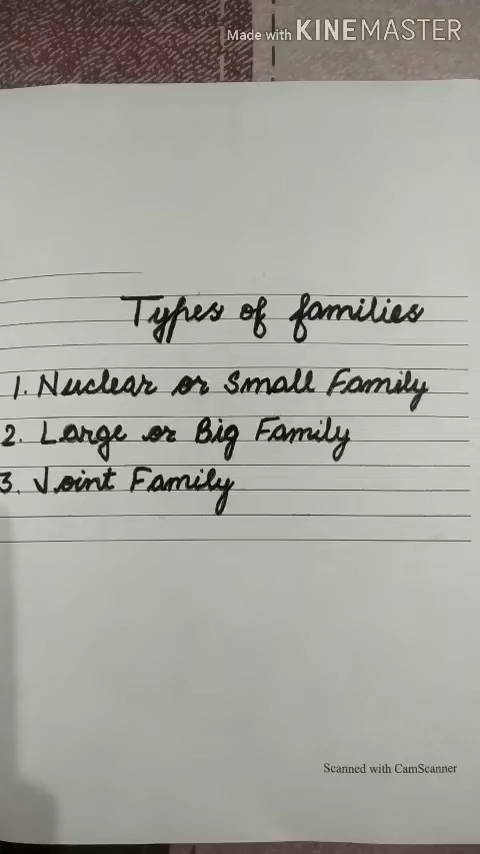 Made with KINEMASTER
Types of families
1. Nuclear or Small Family
2. Large or Big Family
3. Joint Family
Scanned with CamScanner